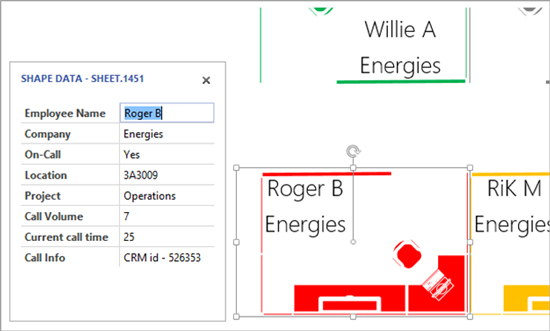 Willie A
Energies
SHAPE DATA - SHEET.1451
Employee Name Roger B
Company Energies
On-Call Yes
Location 3A3009
Project Operations
Call Volume 7
Current call time 25
Call Info CRM id - 526353
Roger B
Energies
RiK M
Energies